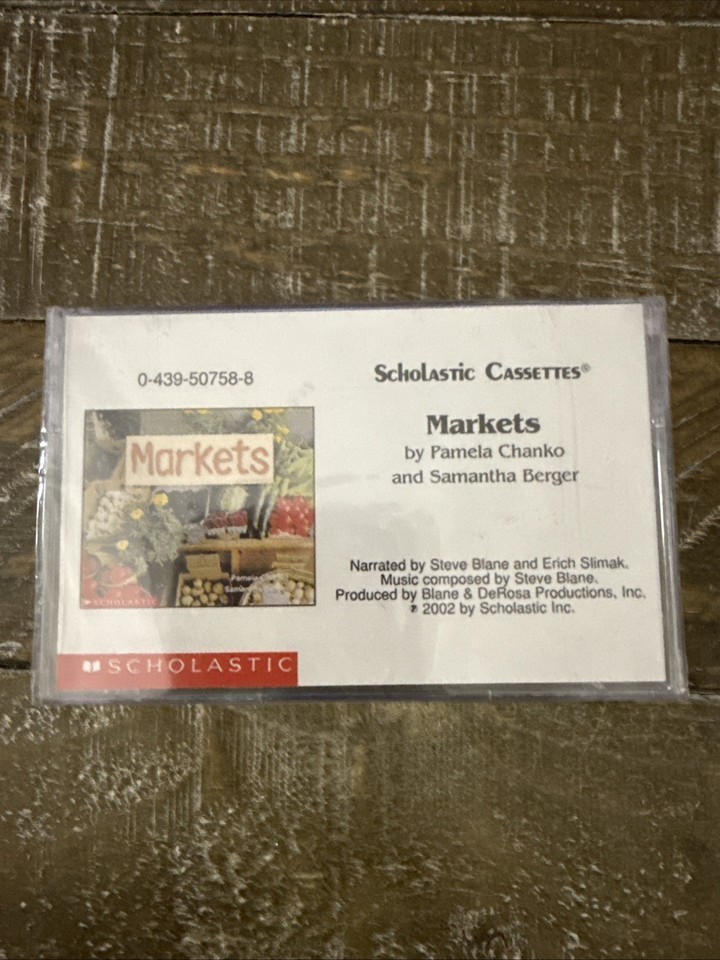 0-439-50758-8
Scholastic Cassettes®
Markets
by Pamela Chanko
and Samantha Berger
Markets
Pamela
SCHOLASTIC
Narrated by Steve Blane and Erich Slimak.
Music composed by Steve Blane.
Produced by Blane & DeRosa Productions, Inc.
℗ 2002 by Scholastic Inc.
SCHOLASTIC